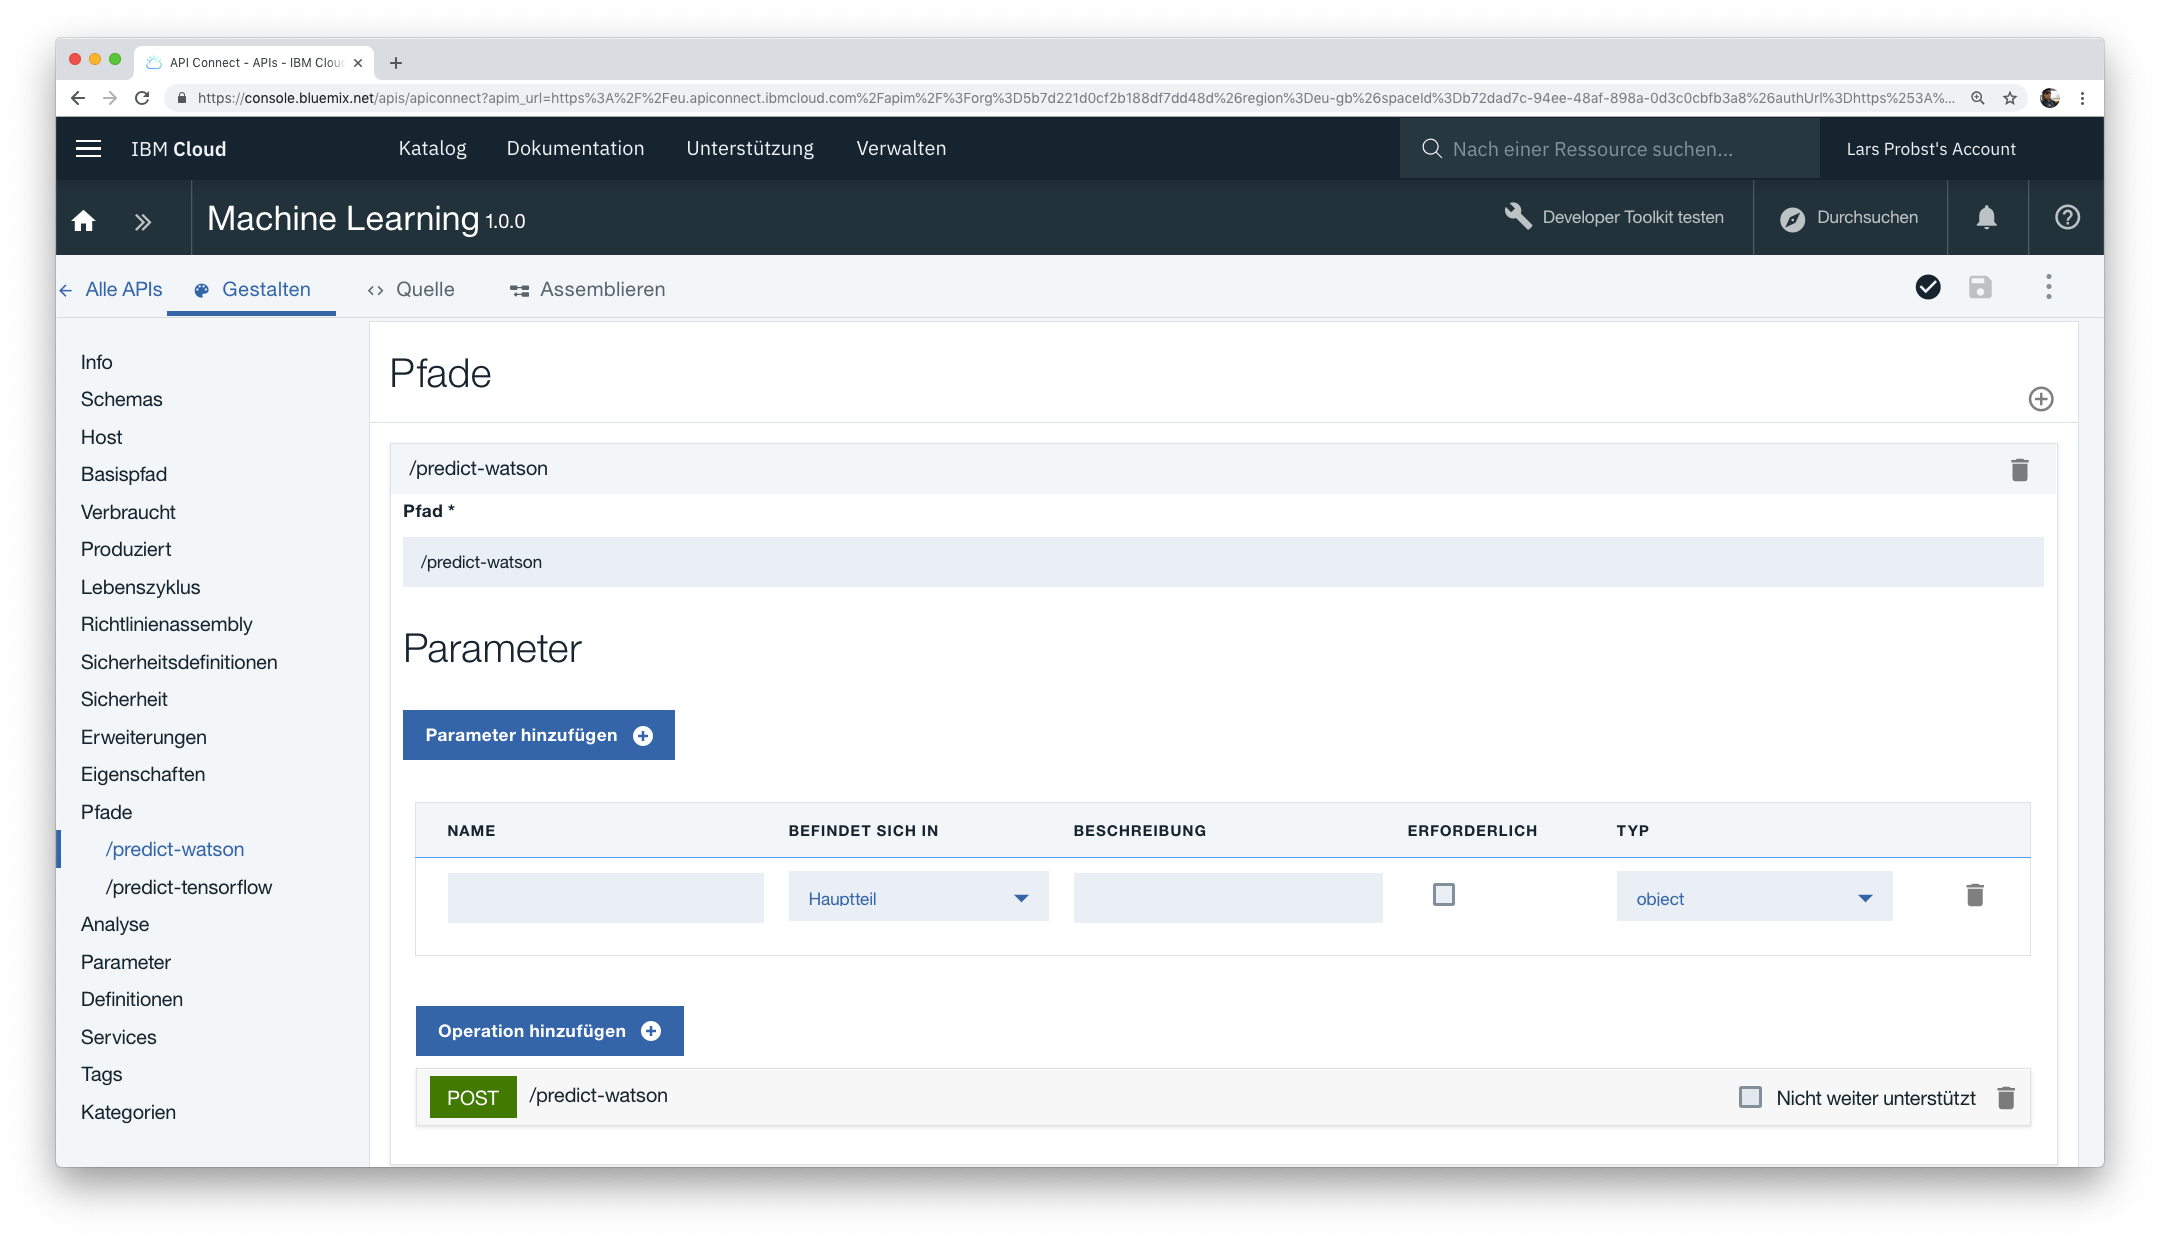 API Connect - APIs - IBM Clou
https://console.bluemix.net/apis/apiconnect?apim_url=https%3A%2F%2Feu.apiconnect.ibmcloud.com%2Fapim%2F%3Forg%3D5b7d221d0cf2b188df7dd48d%26region%3Deu-gb%26spaceId%3Db72dad7c-94ee-48af-898a-0d3c0cbfb3a8%26authUrl%3Dhttps%253A%...
IBM Cloud
Katalog
Dokumentation
Unterstützung
Verwalten
Nach einer Ressource suchen...
Lars Probst's Account
Machine Learning 1.0.0
Developer Toolkit testen
Durchsuchen
Alle APIs
Gestalten
Quelle
Assemblieren
Info
Schemas
Host
Basispfad
Verbraucht
Produziert
Lebenszyklus
Richtlinienassembly
Sicherheitsdefinitionen
Sicherheit
Erweiterungen
Eigenschaften
Pfade
/predict-watson
/predict-tensorflow
Analyse
Parameter
Definitionen
Services
Tags
Kategorien
Pfade
/predict-watson
Pfad *
/predict-watson
Parameter
Parameter hinzufügen
NAME
BEFINDET SICH IN
BESCHREIBUNG
ERFORDERLICH
TYP
Hauptteil
object
Operation hinzufügen
POST
/predict-watson
Nicht weiter unterstützt